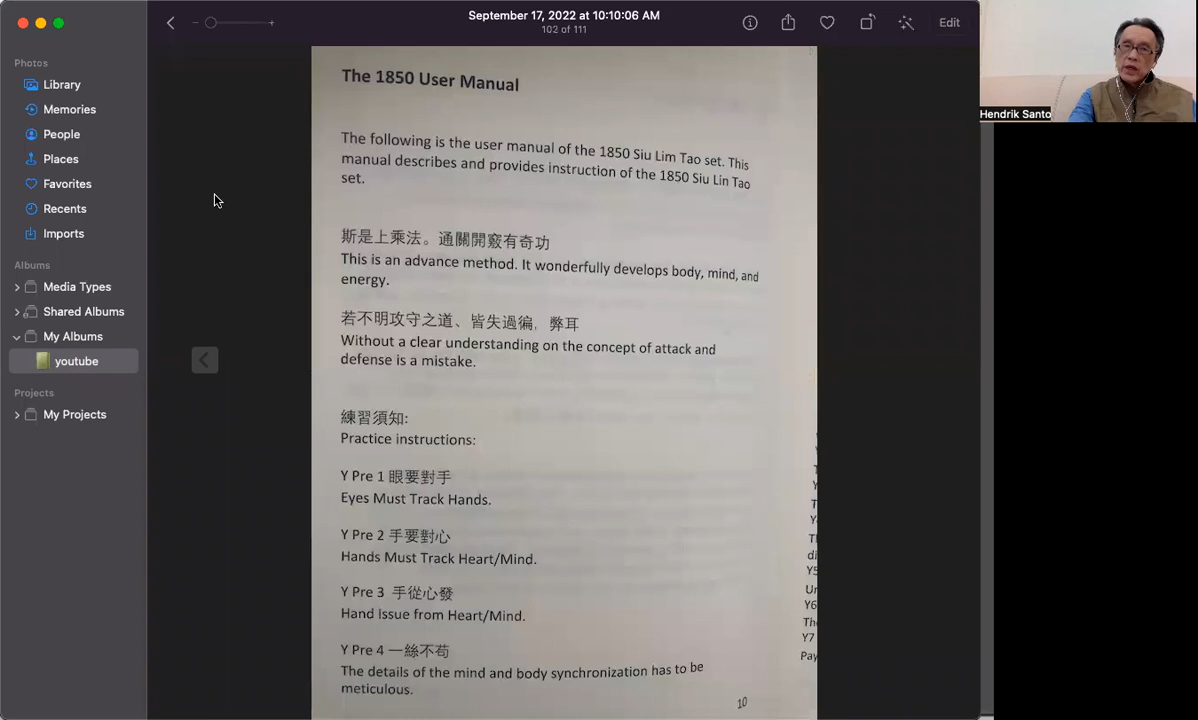 September 17, 2022 at 10:10:06 AM
102 of 111
Edit
Photos
Library
Memories
People
Places
Favorites
Recents
Imports
Albums
Media Types
Shared Albums
My Albums
youtube
Projects
My Projects
The 1850 User Manual
The following is the user manual of the 1850 Siu Lim Tao set. This
manual describes and provides instruction of the 1850 Siu Lin Tao
set.
斯是上乘法。通關開竅有奇功
This is an advance method. It wonderfully develops body, mind, and
energy.
若不明攻守之道、皆失過徧，弊耳
Without a clear understanding on the concept of attack and
defense is a mistake.
練習須知:
Practice instructions:
Y Pre 1 眼要對手
Eyes Must Track Hands.
Y Pre 2 手要對心
Hands Must Track Heart/Mind.
Y Pre 3 手從心發
Hand Issue from Heart/Mind.
Y Pre 4 一絲不苟
The details of the mind and body synchronization has to be
meticulous.
10
Y5
Y6
Y7
Pay
Hendrik Santo